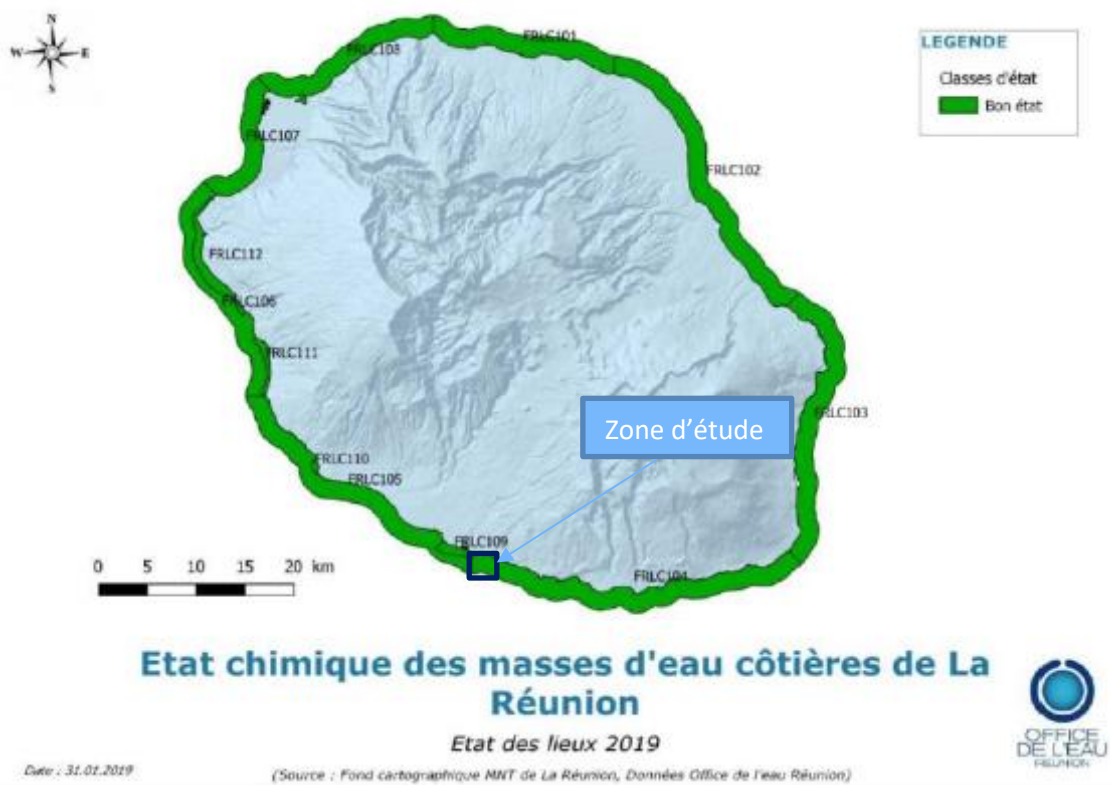 N
W E
S
LEGENDE
Classes d'état
Bon état
FRLC101
FRLC108
FRLC107
FRLC102
FRLC112
FRLC106
FRLC111
FRLC103
Zone d'étude
FRLC110
FRLC105
FRLC109
FRLC104
0 5 10 15 20 km
Etat chimique des masses d'eau côtières de La
Réunion
Etat des lieux 2019
Date : 31.01.2019
(Source : Fond cartographique MNT de La Réunion, Données Office de l'eau Réunion)
OFFICE
DE L'EAU
REUNION